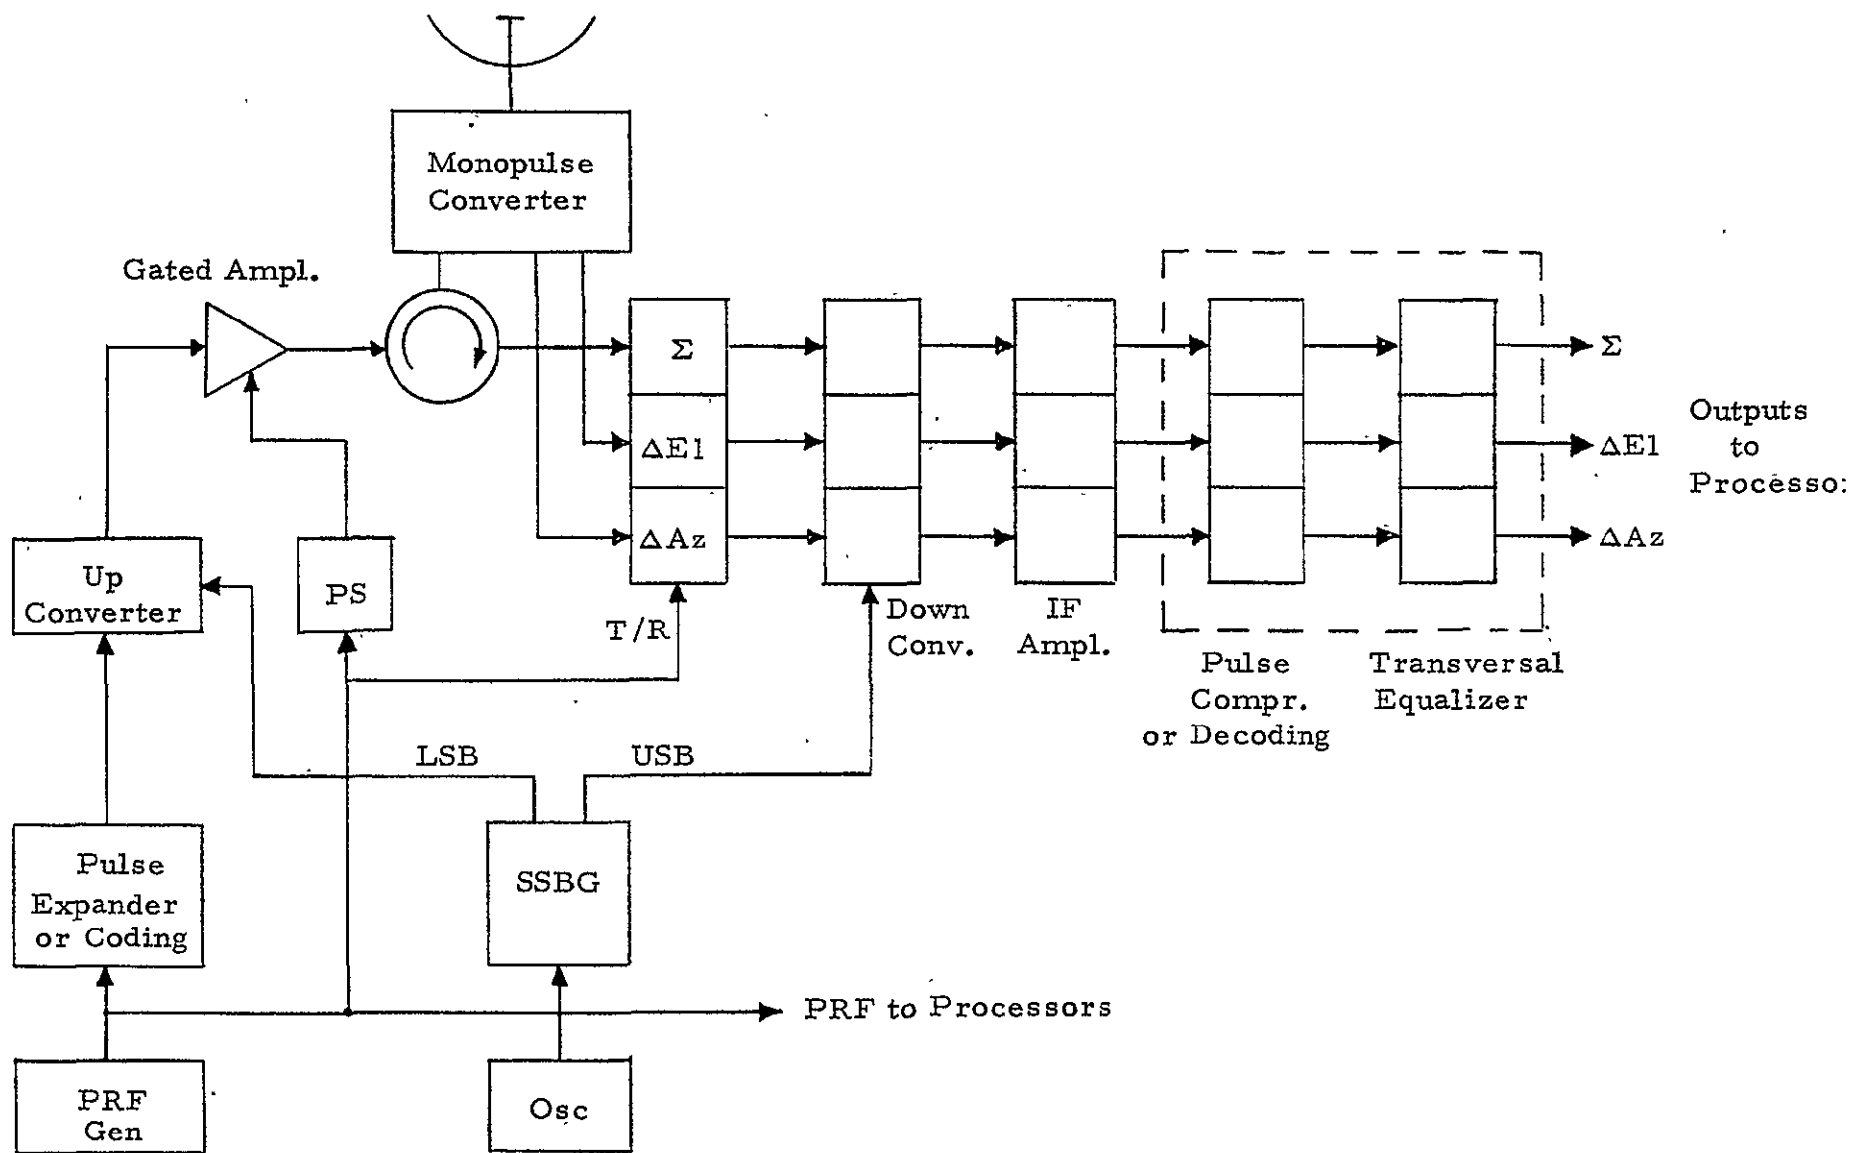 Monopulse
Converter
Gated Ampl.
Σ
ΔEl
ΔAz
Σ
ΔEl
ΔAz
Outputs
to
Processo:
Up
Converter
PS
T/R
Down
Conv.
IF
Ampl.
Pulse
Compr.
or Decoding
Transversal
Equalizer
LSB
USB
Pulse
Expander
or Coding
SSBG
PRF to Processors
PRF
Gen
Osc